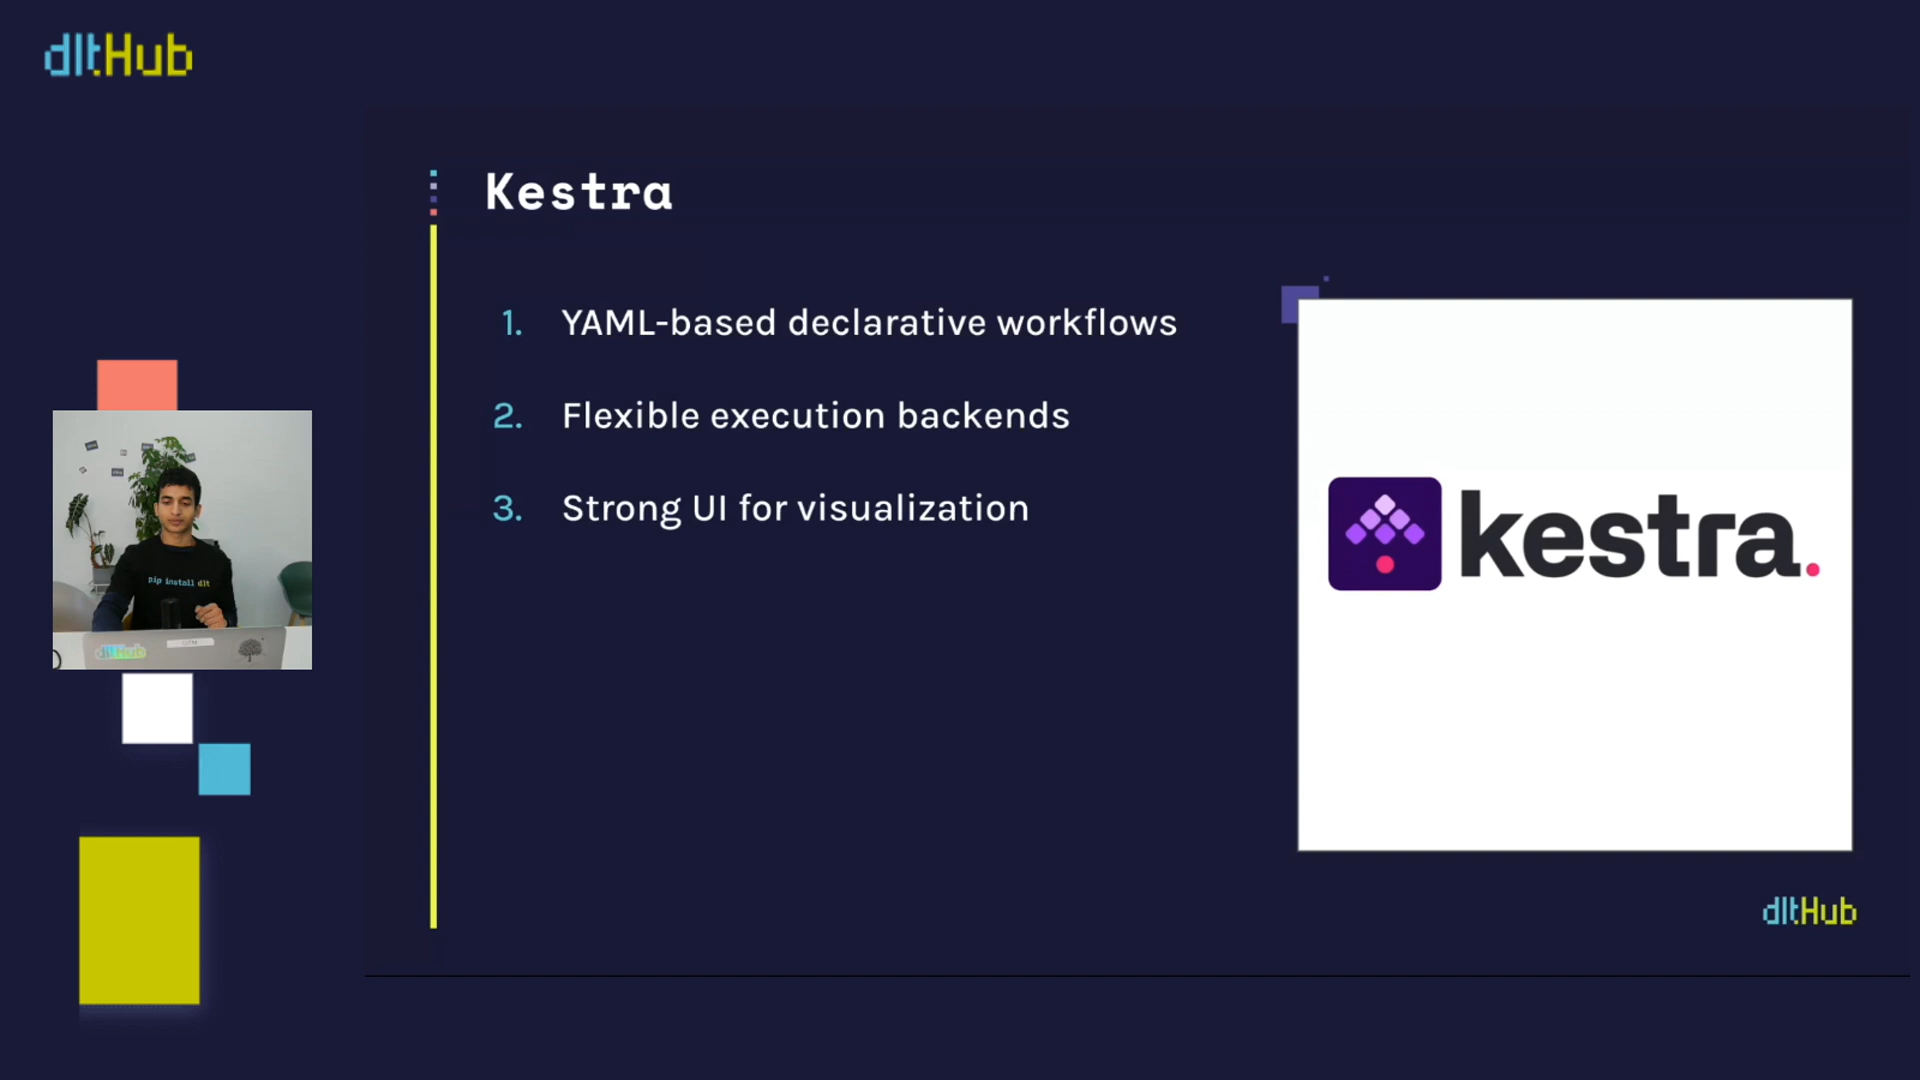 dltHub
Kestra
1. YAML-based declarative workflows
2. Flexible execution backends
3. Strong UI for visualization
kestra.
pip install dlt
dltHub
dltHub